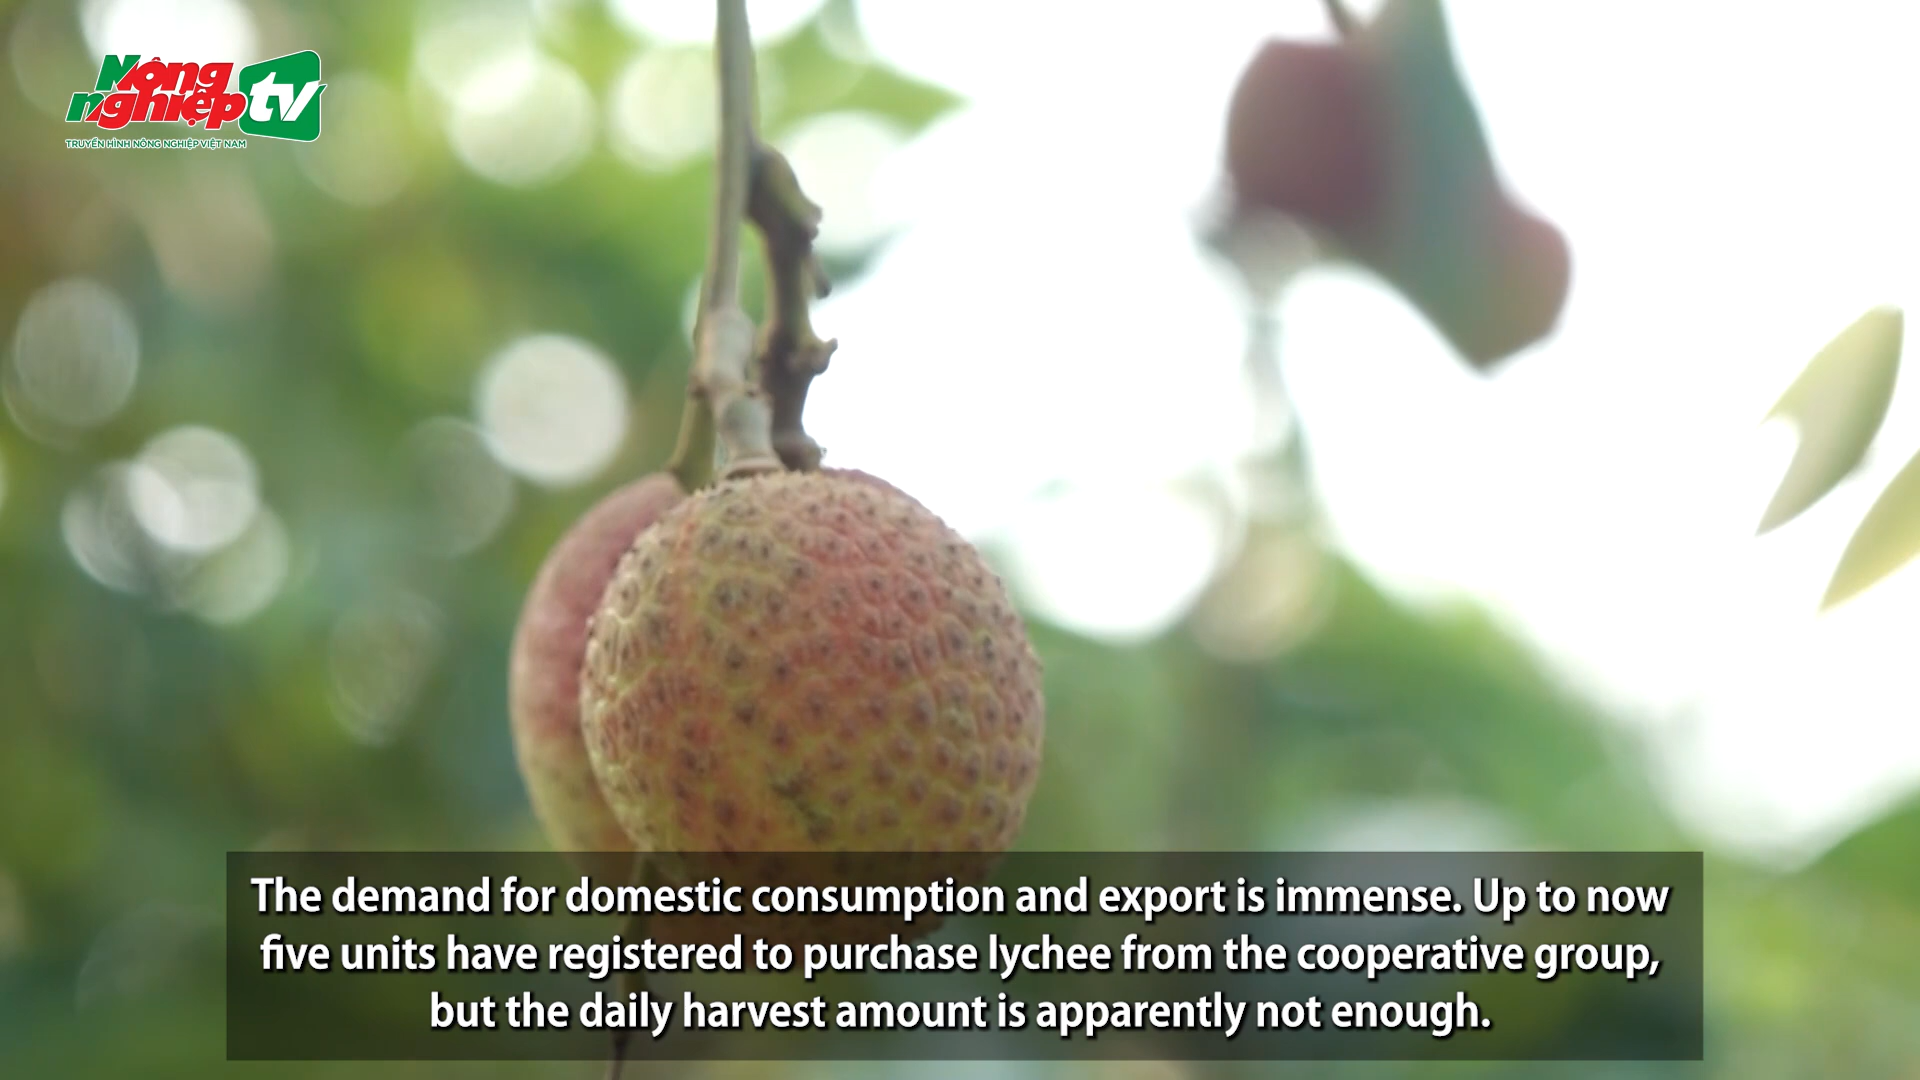 Nông
nghiệp tv
TRUYỀN HÌNH NÔNG NGHIỆP VIỆT NAM
The demand for domestic consumption and export is immense. Up to now
five units have registered to purchase lychee from the cooperative group,
but the daily harvest amount is apparently not enough.